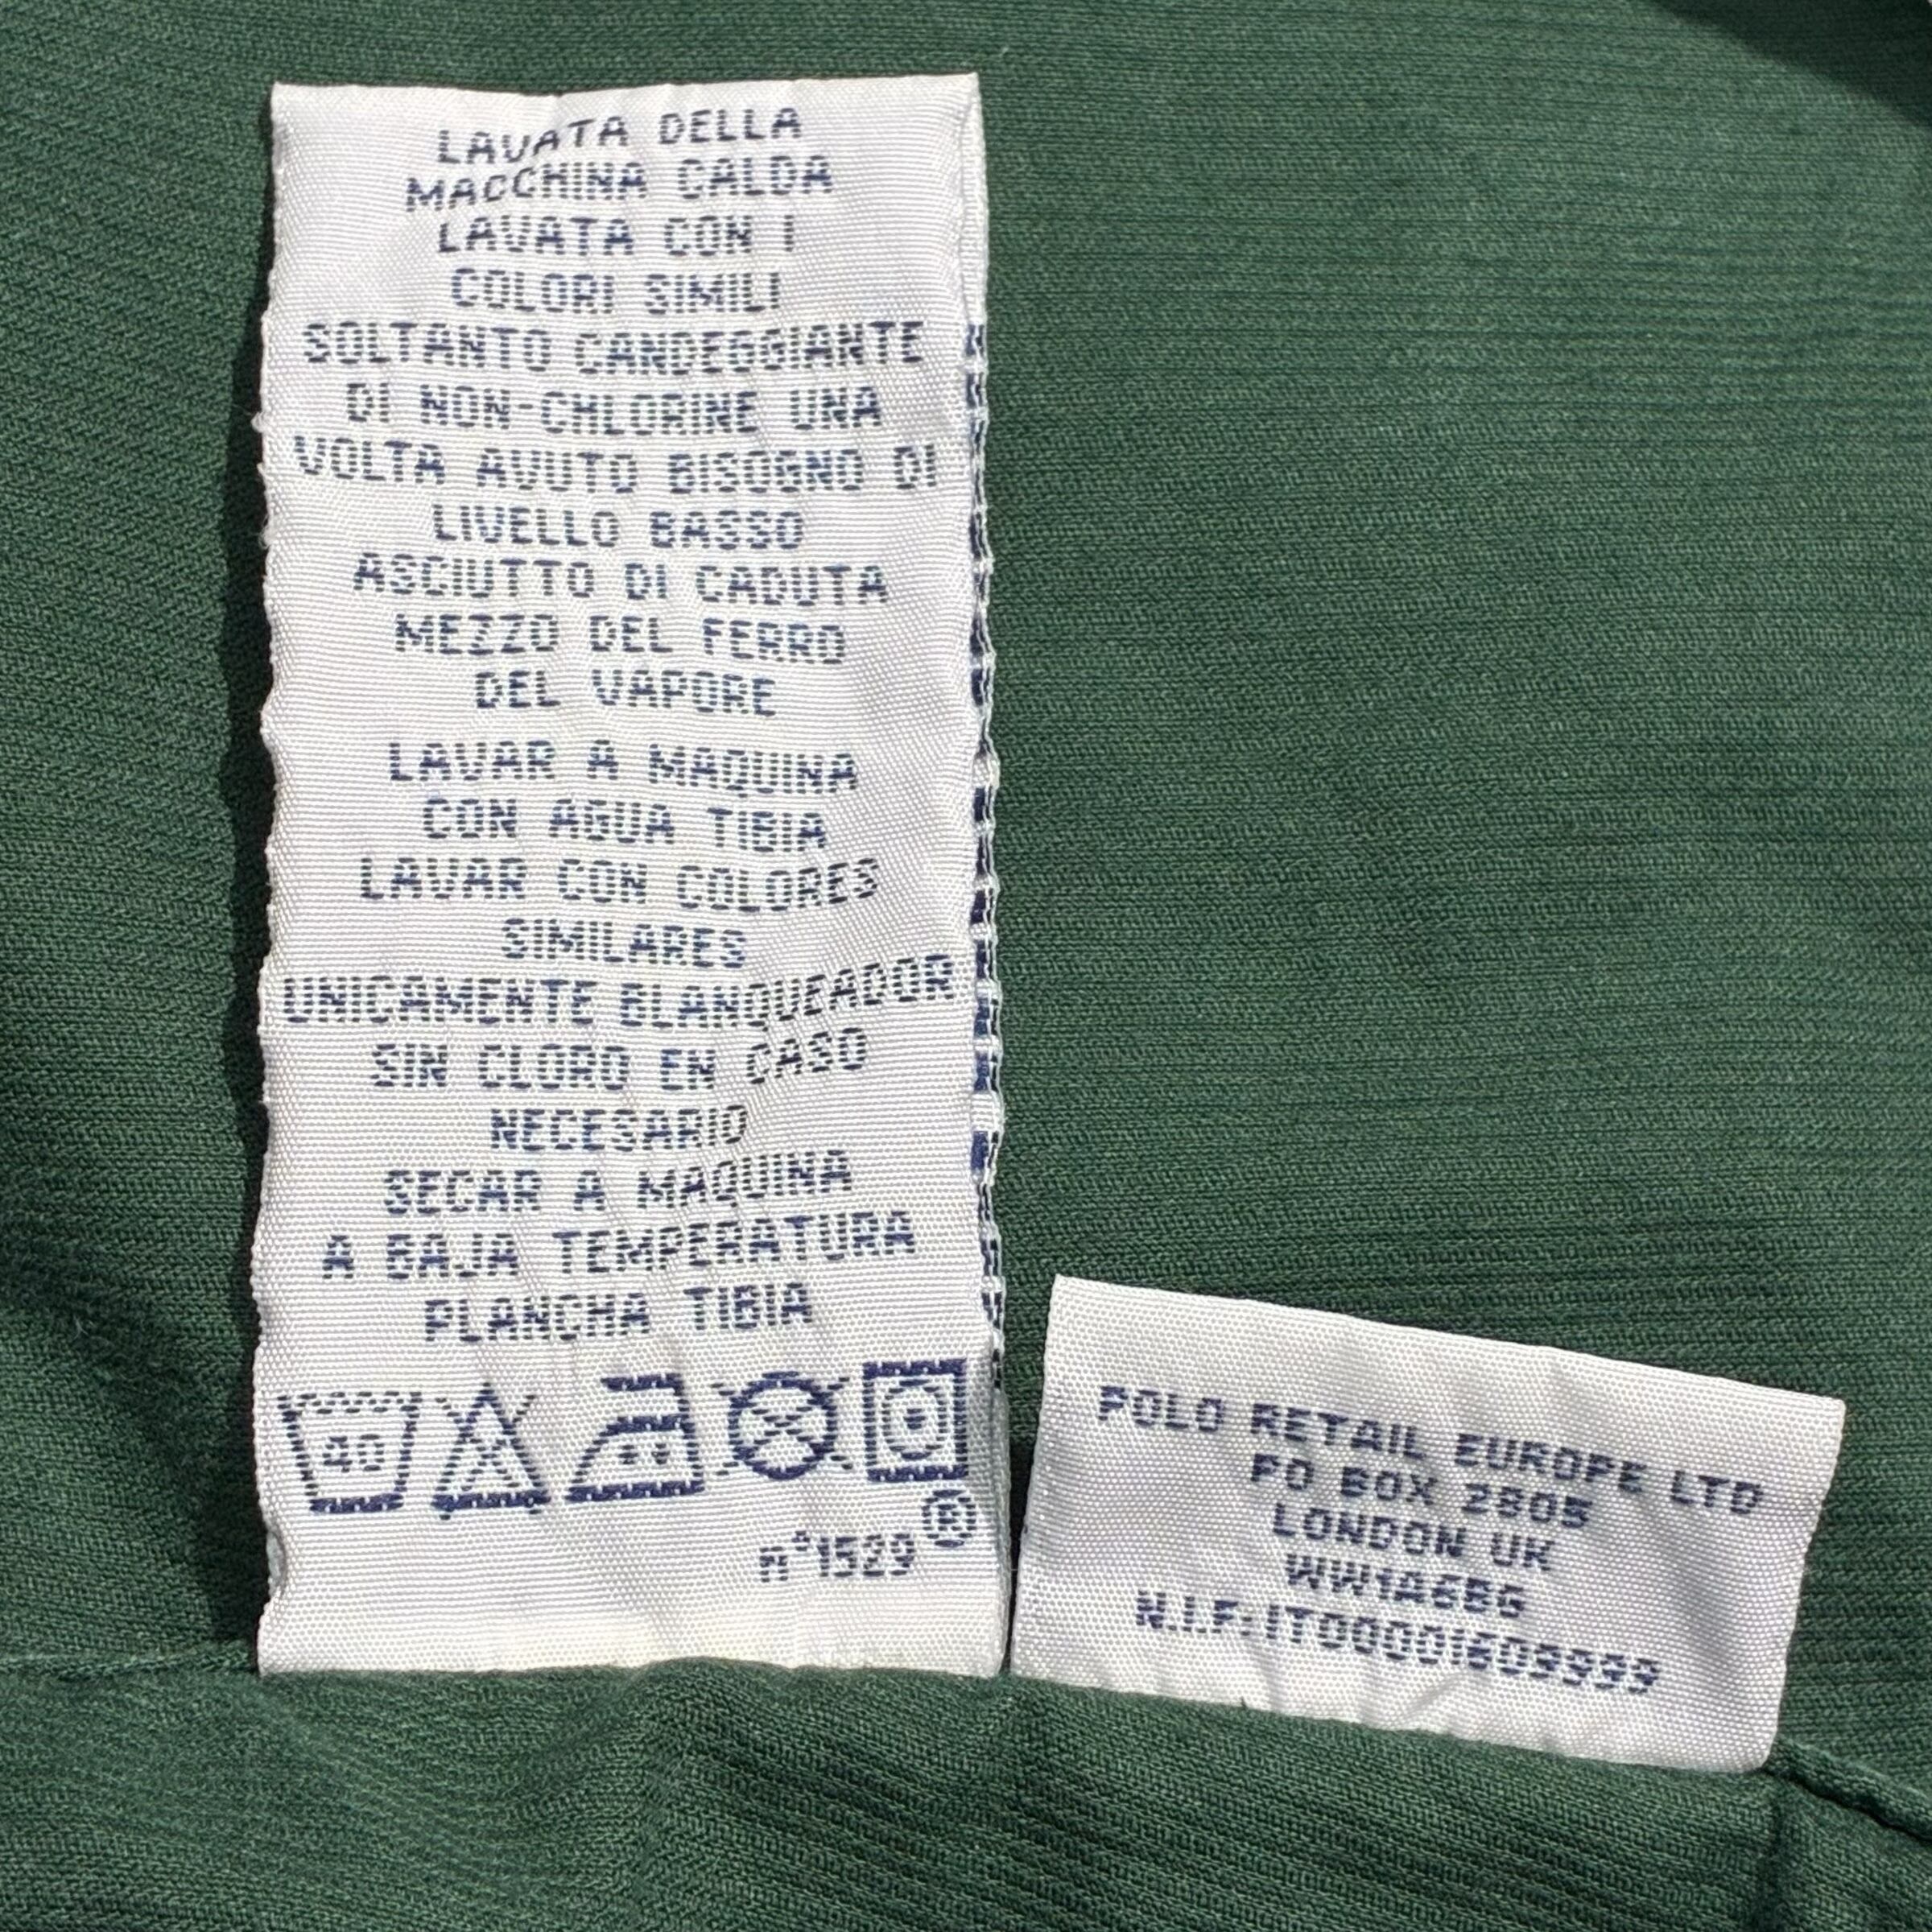 LAVATA DELLA
MACCHINA CALDA
LAVATA CON I
COLORI SIMILI
SOLTANTO CANDEGGIANTE
DI NON-CHLORINE UNA
VOLTA AVUTO BISOGNO DI
LIVELLO BASSO
ASCIUTTO DI CADUTA
MEZZO DEL FERRO
DEL VAPORE
LAVAR A MAQUINA
CON AGUA TIBIA
LAVAR CON COLORES
SIMILARES
UNICAMENTE BLANQUEADOR
SIN CLORO EN CASO
NECESARIO
SECAR A MAQUINA
A BAJA TEMPERATURA
PLANCHA TIBIA
40
®
n°1529
POLO RETAIL EUROPE LTD
PO BOX 2805
LONDON UK
WW1A6BG
N.I.F:IT00001609999